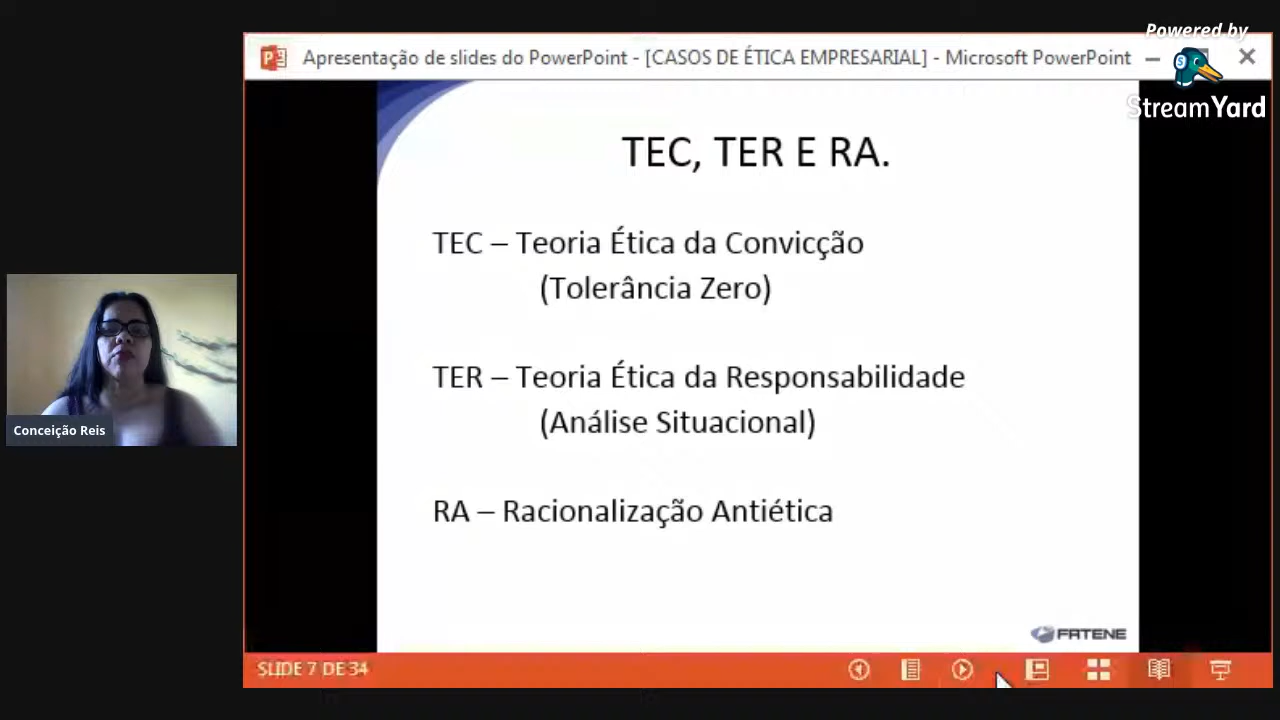 Powered by
StreamYard
Apresentação de slides do PowerPoint - [CASOS DE ÉTICA EMPRESARIAL] - Microsoft PowerPoint
TEC, TER E RA.
TEC – Teoria Ética da Convicção
(Tolerância Zero)
TER – Teoria Ética da Responsabilidade
(Análise Situacional)
RA – Racionalização Antiética
FATENE
SLIDE 7 DE 34
Conceição Reis